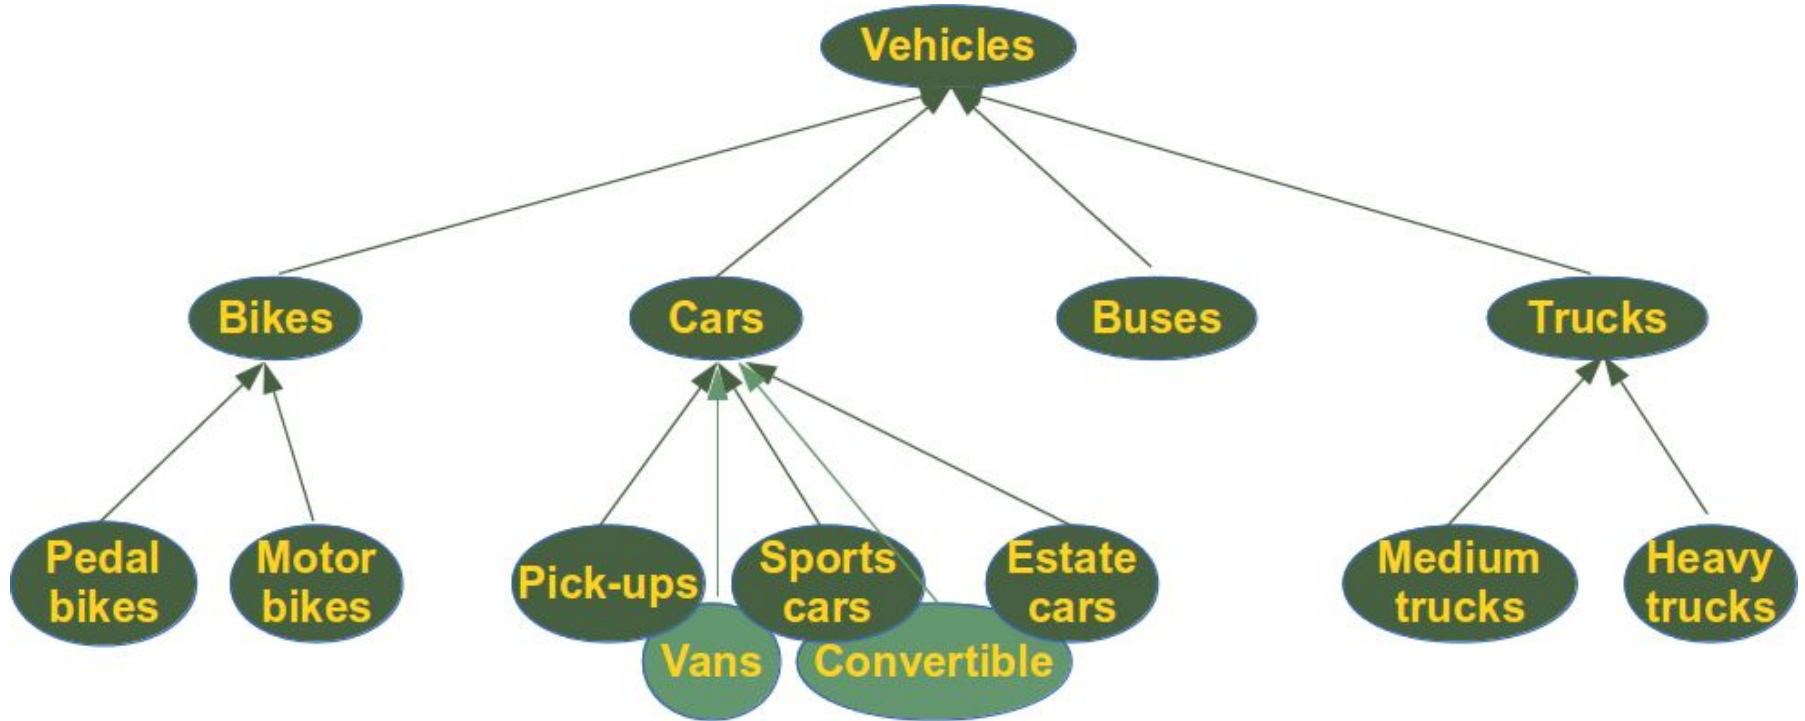 Vehicles
Bikes
Cars
Buses
Trucks
Pedal
bikes
Motor
bikes
Pick-ups
Sports
cars
Estate
cars
Medium
trucks
Heavy
trucks
Vans
Convertible